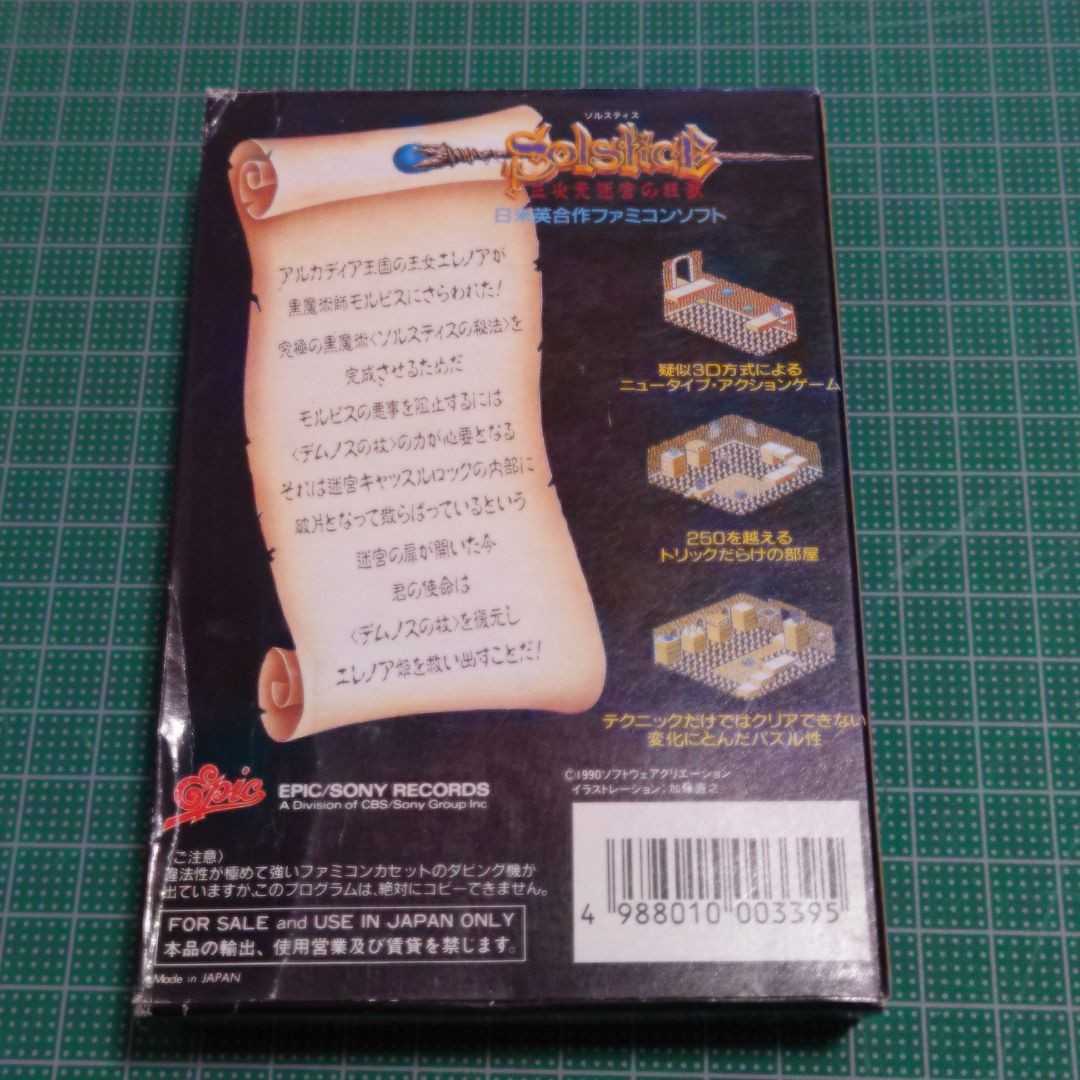 ソルスティス
SolsticE
三次元迷宮の狂獣
日米英合作ファミコンソフト
アルカディア王国の王女エレノアが
黒魔術師モルビスにさらわれた!
究極の黒魔術〈ソルスティスの秘法〉を
完成させるためだ
モルビスの悪事を阻止するには
〈デムノスの杖〉の力が必要となる
それは迷宮キャッスルロックの内部に
破片となって散らばっているという
迷宮の扉が開いた今
君の使命は
〈デムノスの杖〉を復元し
エレノア姫を救い出すことだ!
疑似3D方式による
ニュータイプ・アクションゲーム
250を越える
トリックだらけの部屋
テクニックだけではクリアできない
変化にとんだパズル性
Epic
EPIC/SONY RECORDS
A Division of CBS/Sony Group Inc
©1990ソフトウェアクリエーション
イラストレーション:加藤直之
〈ご注意〉
違法性が極めて強いファミコンカセットのダビング機が
出ていますが、このプログラムは、絶対にコピーできません。
FOR SALE and USE IN JAPAN ONLY
本品の輸出、使用営業及び賃貸を禁じます。
Made in JAPAN
4 988010 003395